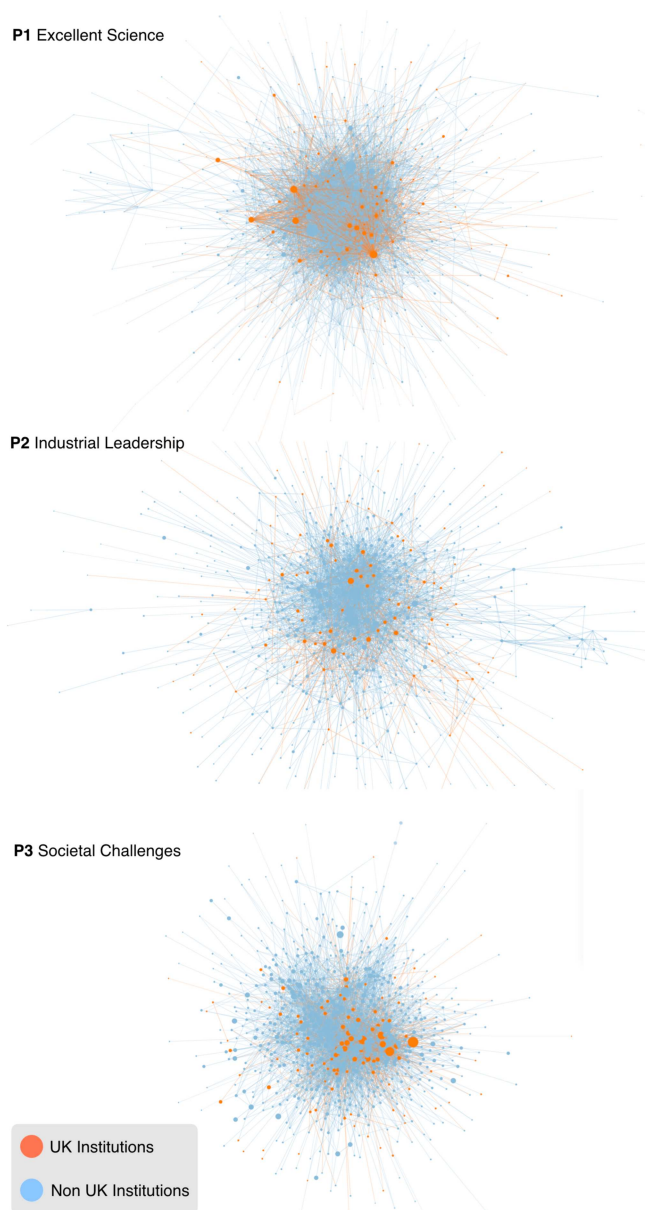 P1 Excellent Science
P2 Industrial Leadership
P3 Societal Challenges
UK Institutions
Non UK Institutions